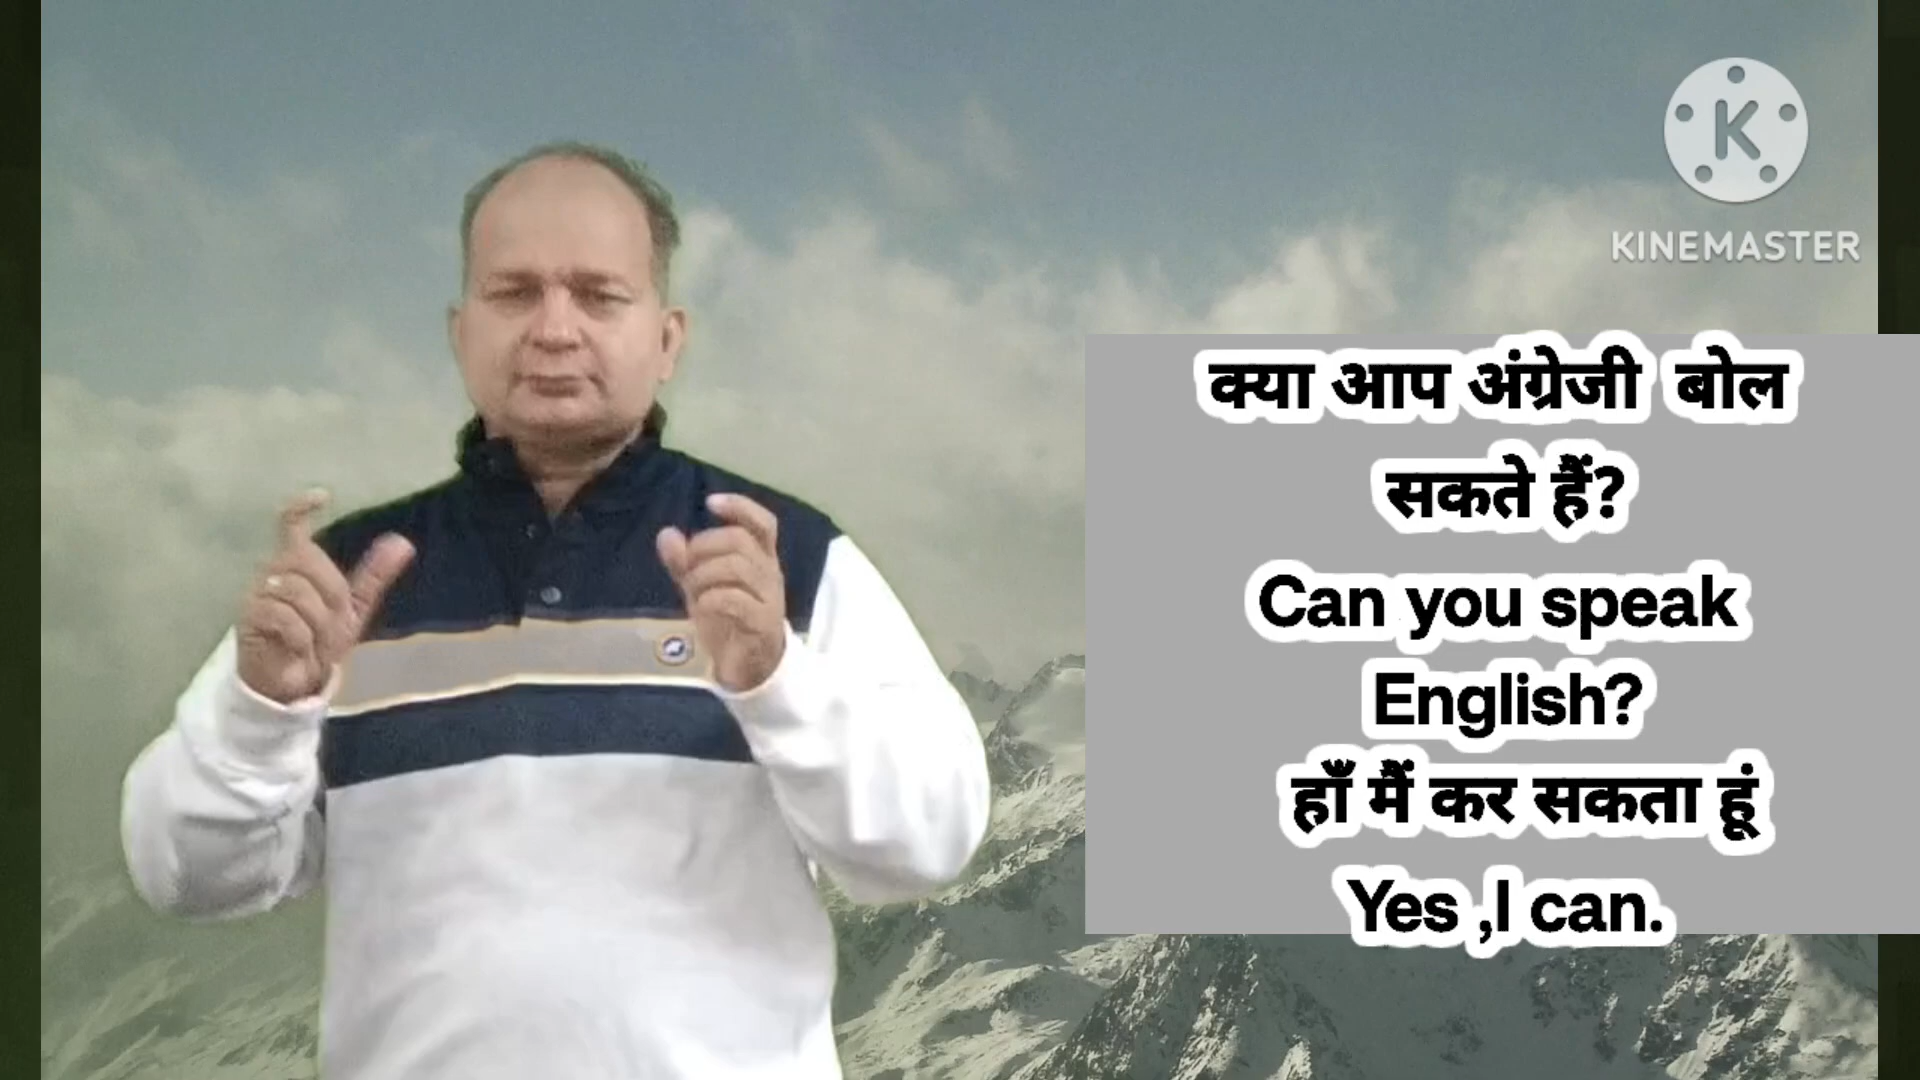 K
KINEMASTER
क्या आप अंग्रेजी बोल
सकते हैं?
Can you speak
English?
हाँ मैं कर सकता हूं
Yes ,I can.